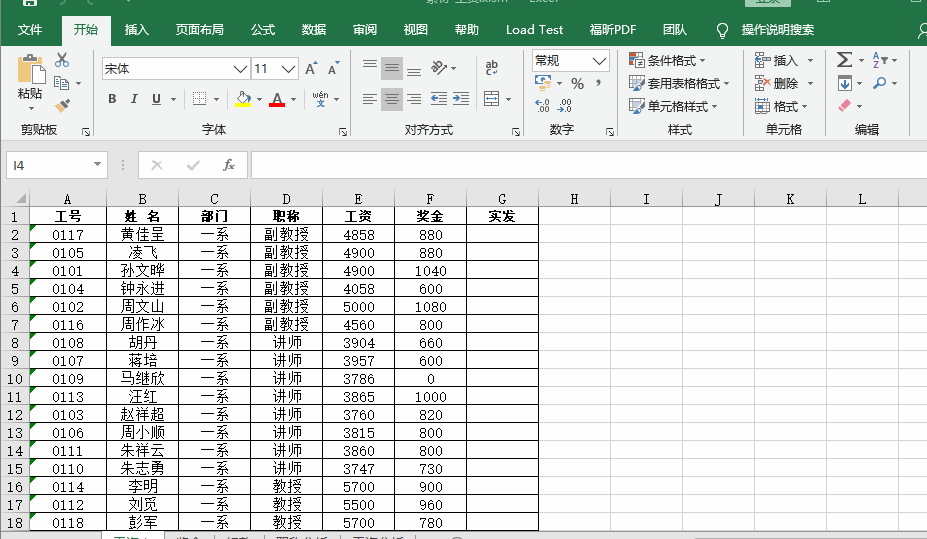 文件 开始 插入 页面布局 公式 数据 审阅 视图 帮助 Load Test 福昕PDF 团队 操作说明搜索
宋体 11 A A ab 常规 条件格式 插入 Σ
粘贴 B I U A wén 文 % , 套用表格格式 删除
单元格样式 格式
剪贴板 字体 对齐方式 数字 样式 单元格 编辑
I4 fx
A B C D E F G H I J K L
1 工号 姓 名 部门 职称 工资 奖金 实发
2 0117 黄佳呈 一系 副教授 4858 880
3 0105 凌飞 一系 副教授 4900 880
4 0101 孙文晔 一系 副教授 4900 1040
5 0104 钟永进 一系 副教授 4058 600
6 0102 周文山 一系 副教授 5000 1080
7 0116 周作冰 一系 副教授 4560 800
8 0108 胡丹 一系 讲师 3904 660
9 0107 蒋培 一系 讲师 3957 600
10 0109 马继欣 一系 讲师 3786 0
11 0113 汪红 一系 讲师 3865 1000
12 0103 赵祥超 一系 讲师 3760 820
13 0106 周小顺 一系 讲师 3815 800
14 0111 朱祥云 一系 讲师 3860 800
15 0110 朱志勇 一系 讲师 3747 730
16 0114 李明 一系 教授 5700 900
17 0112 刘觅 一系 教授 5500 960
18 0118 彭军 一系 教授 5700 780